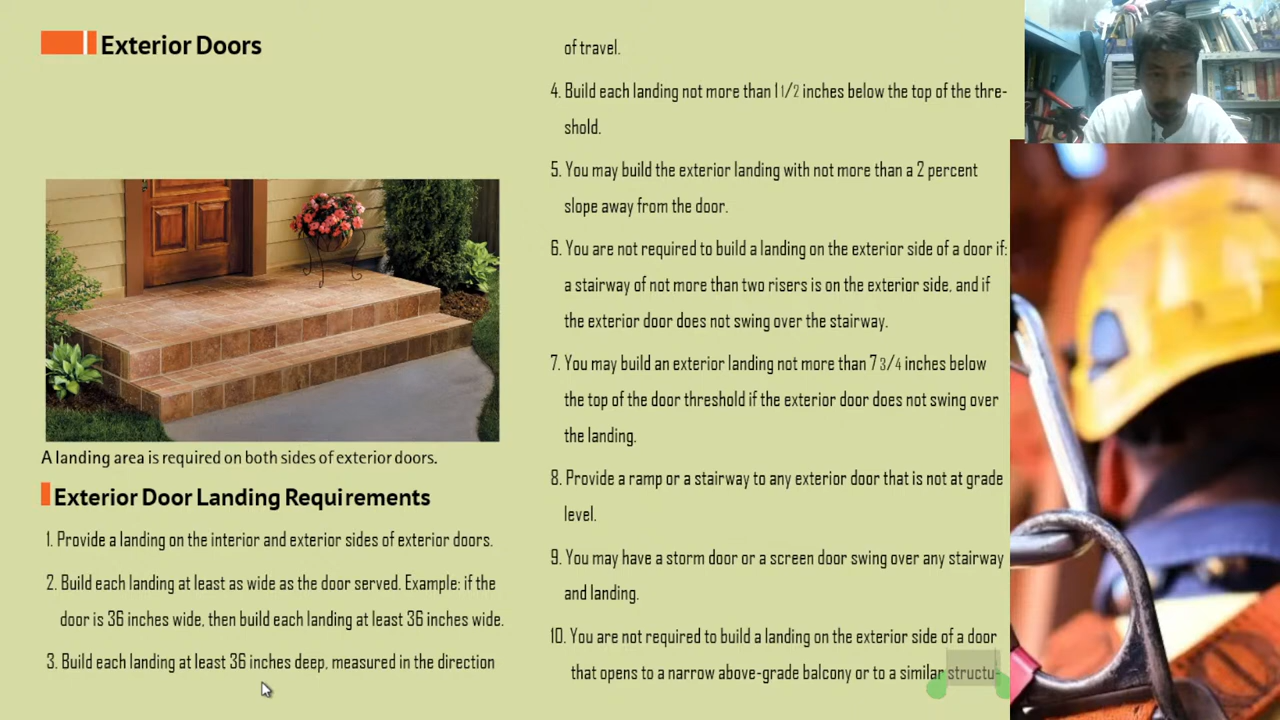 Exterior Doors
A landing area is required on both sides of exterior doors.
Exterior Door Landing Requirements
1. Provide a landing on the interior and exterior sides of exterior doors.
2. Build each landing at least as wide as the door served. Example: if the
door is 36 inches wide, then build each landing at least 36 inches wide.
3. Build each landing at least 36 inches deep, measured in the direction
of travel.
4. Build each landing not more than 1 1/2 inches below the top of the thre-
shold.
5. You may build the exterior landing with not more than a 2 percent
slope away from the door.
6. You are not required to build a landing on the exterior side of a door if:
a stairway of not more than two risers is on the exterior side, and if
the exterior door does not swing over the stairway.
7. You may build an exterior landing not more than 7 3/4 inches below
the top of the door threshold if the exterior door does not swing over
the landing.
8. Provide a ramp or a stairway to any exterior door that is not at grade
level.
9. You may have a storm door or a screen door swing over any stairway
and landing.
10. You are not required to build a landing on the exterior side of a door
that opens to a narrow above-grade balcony or to a similar structu-